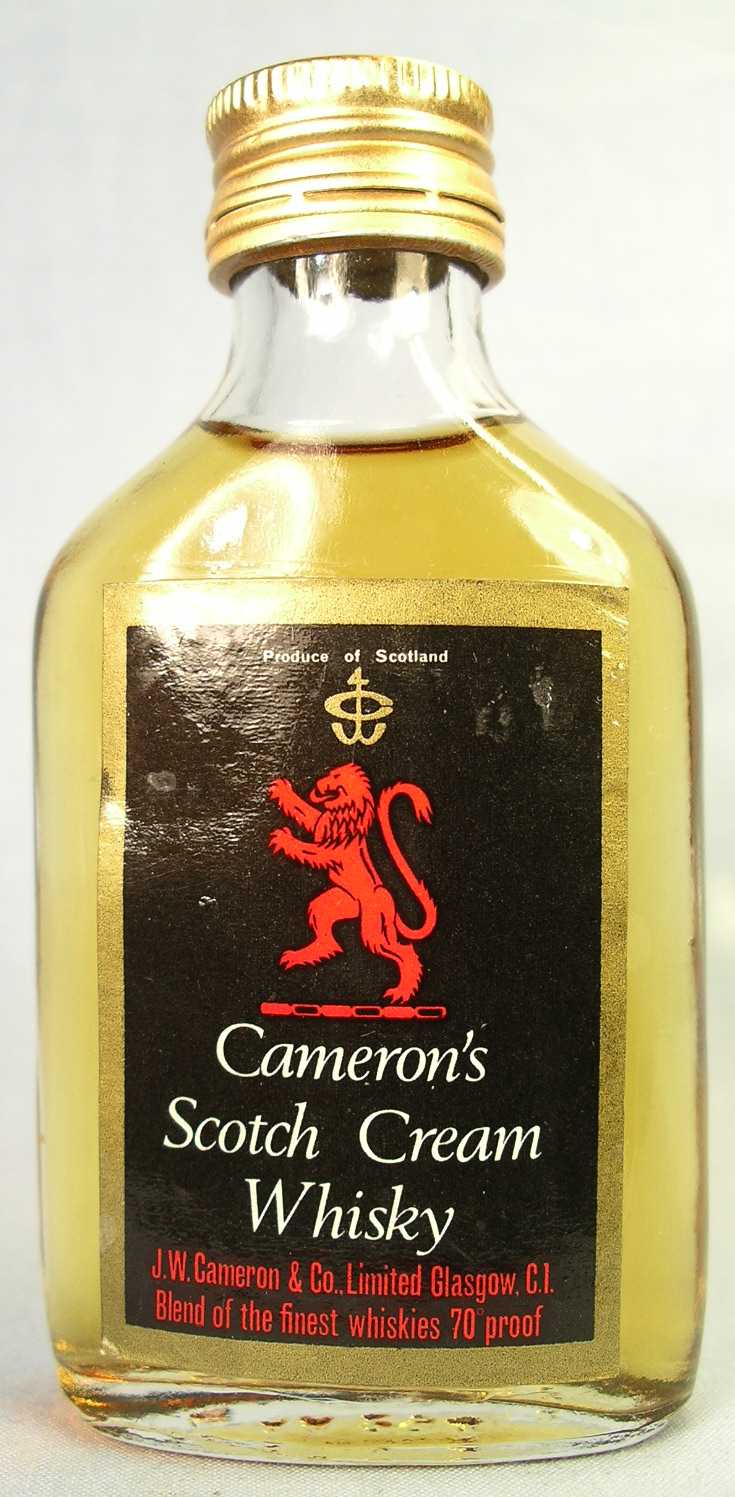 Produce of Scotland
Cameron's
Scotch Cream
Whisky
J.W. Cameron & Co., Limited Glasgow, C.1.
Blend of the finest whiskies 70° proof